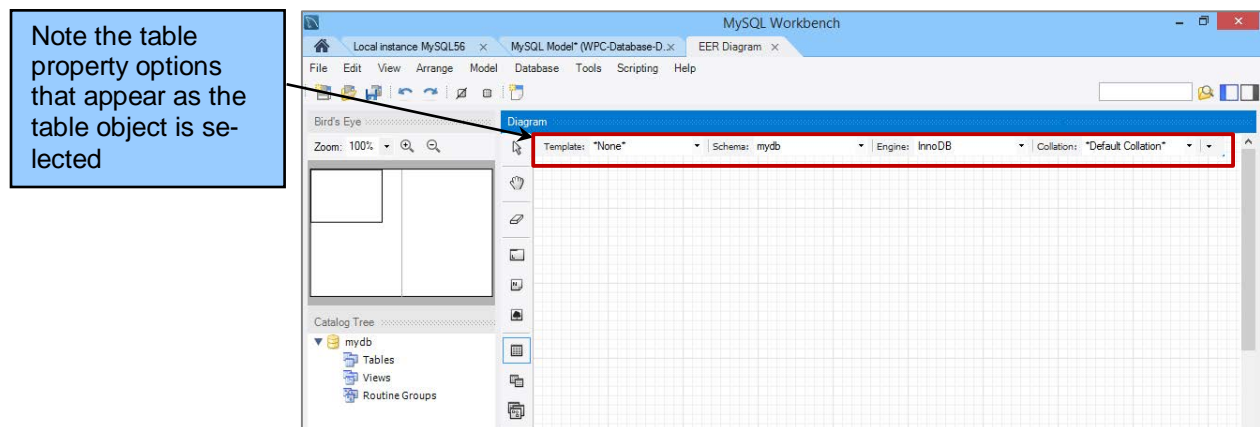 Note the table
property options
that appear as the
table object is se-
lected
MySQL Workbench
Local instance MySQL56 × MySQL Model* (WPC-Database-D.× EER Diagram ×
File Edit View Arrange Model Database Tools Scripting Help
Bird's Eye
Diagram
Zoom: 100%
Template: *None* Schema: mydb Engine: InnoDB Collation: *Default Collation*
Catalog Tree
mydb
Tables
Views
Routine Groups